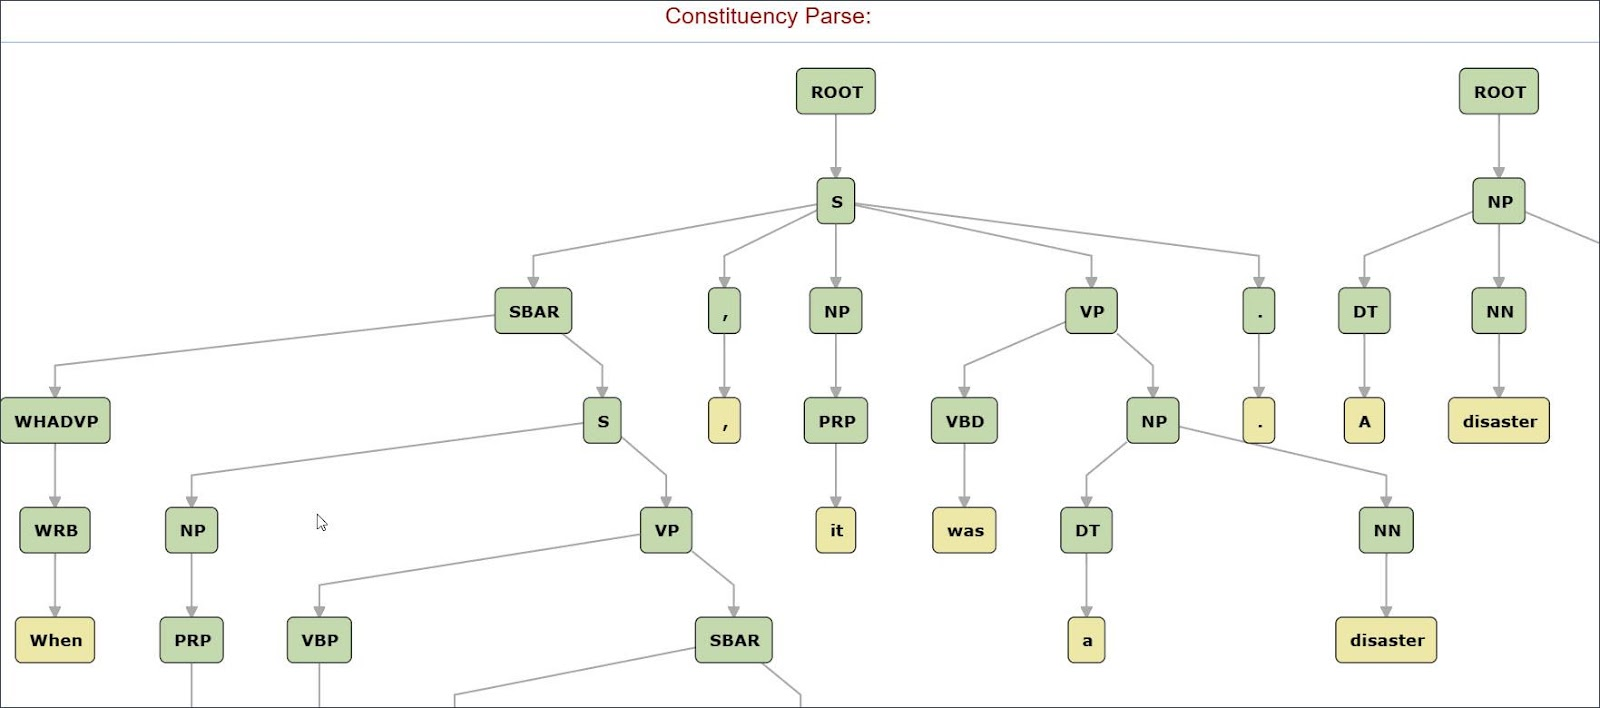 Constituency Parse:
ROOT ROOT
S NP
SBAR , NP VP . DT NN
WHADVP S , PRP VBD NP . A disaster
WRB NP VP it was DT NN
When PRP VBP SBAR a disaster